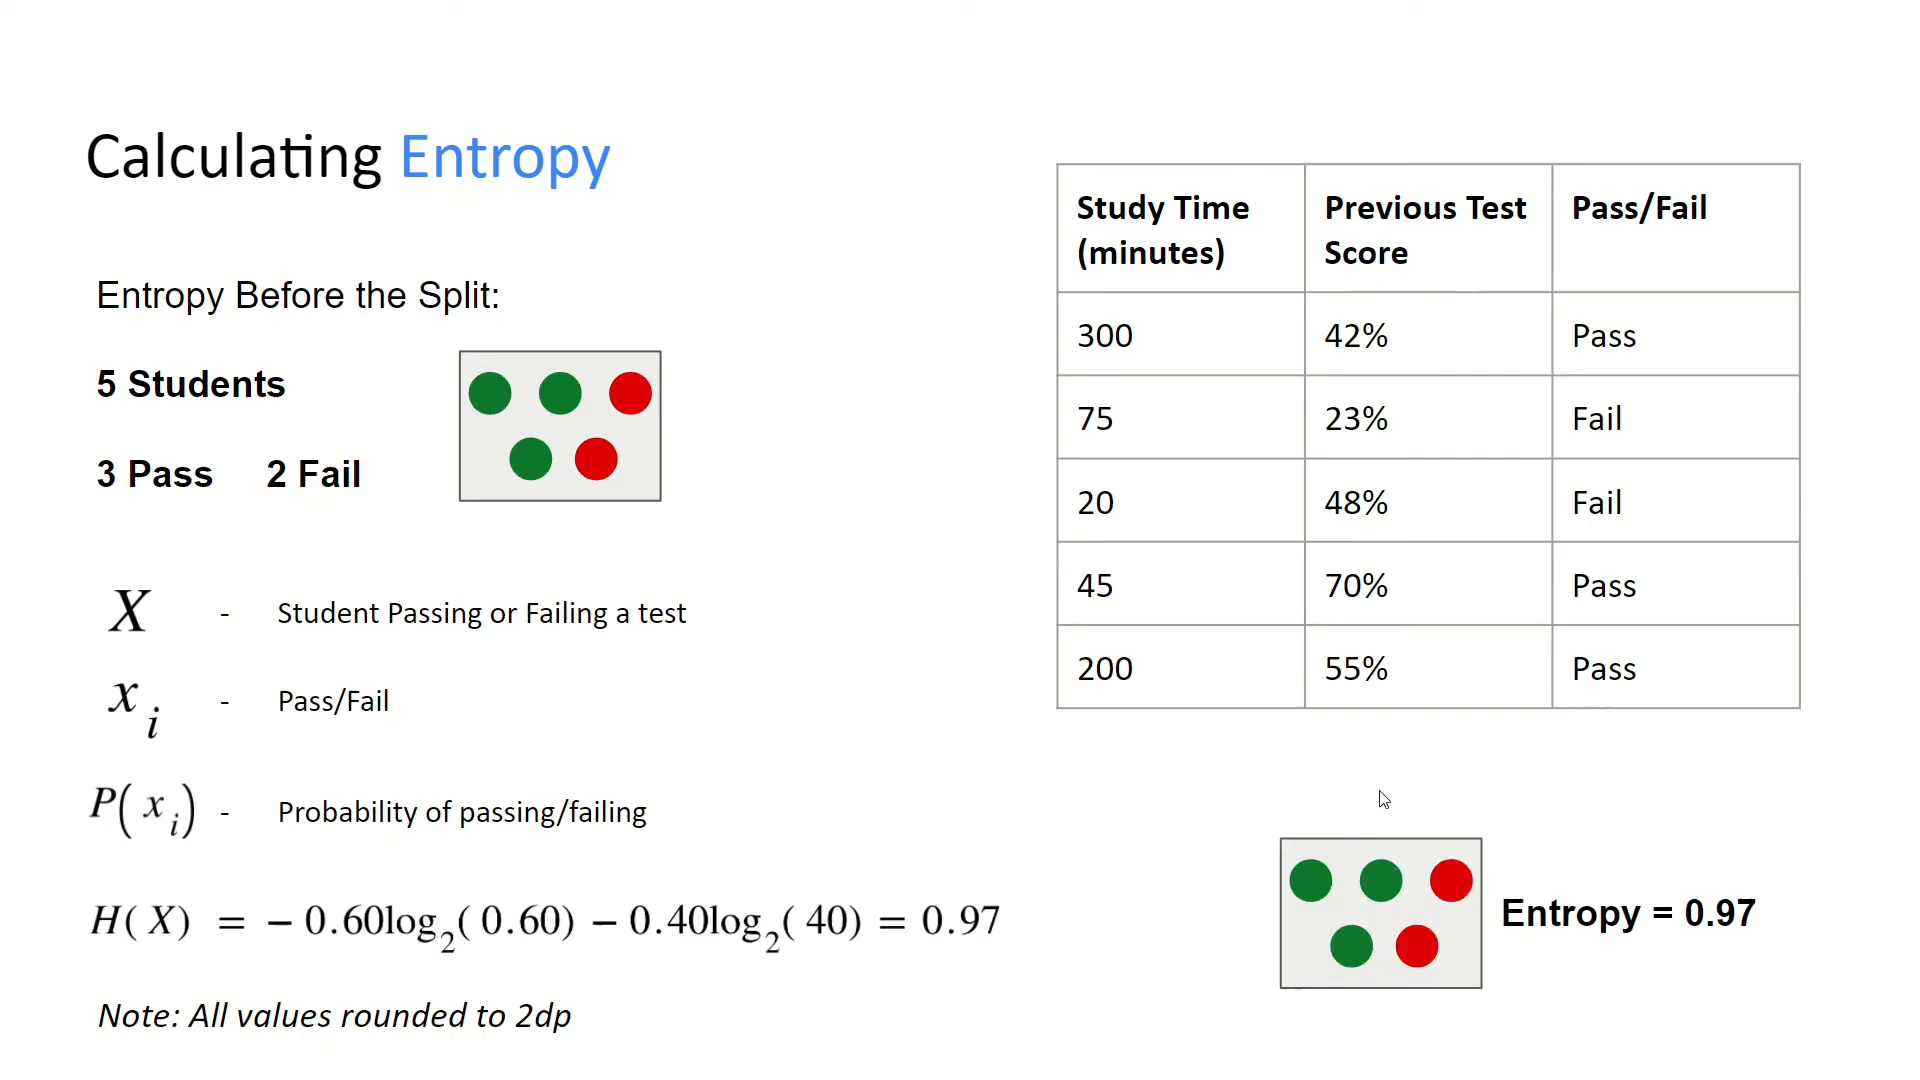 Calculating Entropy
Entropy Before the Split:
5 Students
3 Pass 2 Fail
X - Student Passing or Failing a test
x i - Pass/Fail
P( x i ) - Probability of passing/failing
H( X ) = − 0.60log2( 0.60) − 0.40log2( 40) = 0.97
Note: All values rounded to 2dp
Study Time (minutes) Previous Test Score Pass/Fail
300 42% Pass
75 23% Fail
20 48% Fail
45 70% Pass
200 55% Pass
Entropy = 0.97